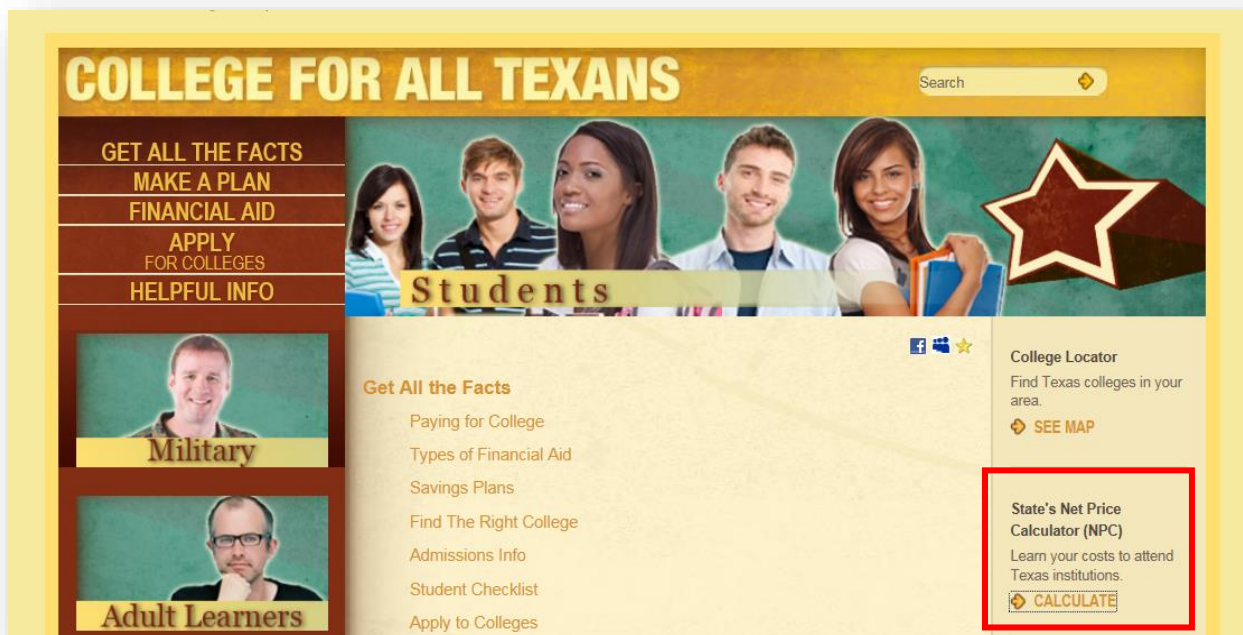 COLLEGE FOR ALL TEXANS
Search
GET ALL THE FACTS
MAKE A PLAN
FINANCIAL AID
APPLY
FOR COLLEGES
HELPFUL INFO
Students
Military
Adult Learners
Get All the Facts
Paying for College
Types of Financial Aid
Savings Plans
Find The Right College
Admissions Info
Student Checklist
Apply to Colleges
College Locator
Find Texas colleges in your
area.
SEE MAP
State's Net Price
Calculator (NPC)
Learn your costs to attend
Texas institutions.
CALCULATE